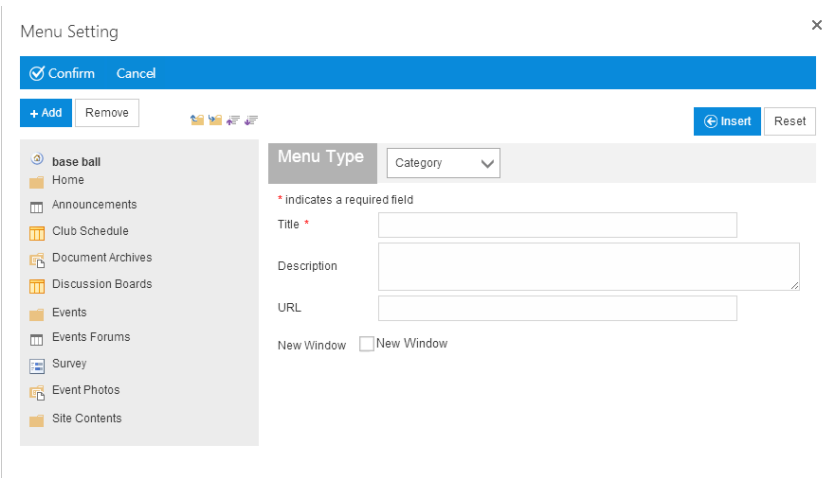 Menu Setting
Confirm Cancel
+ Add Remove
Insert Reset
base ball
Home
Announcements
Club Schedule
Document Archives
Discussion Boards
Events
Events Forums
Survey
Event Photos
Site Contents
Menu Type Category
* indicates a required field
Title *
Description
URL
New Window New Window